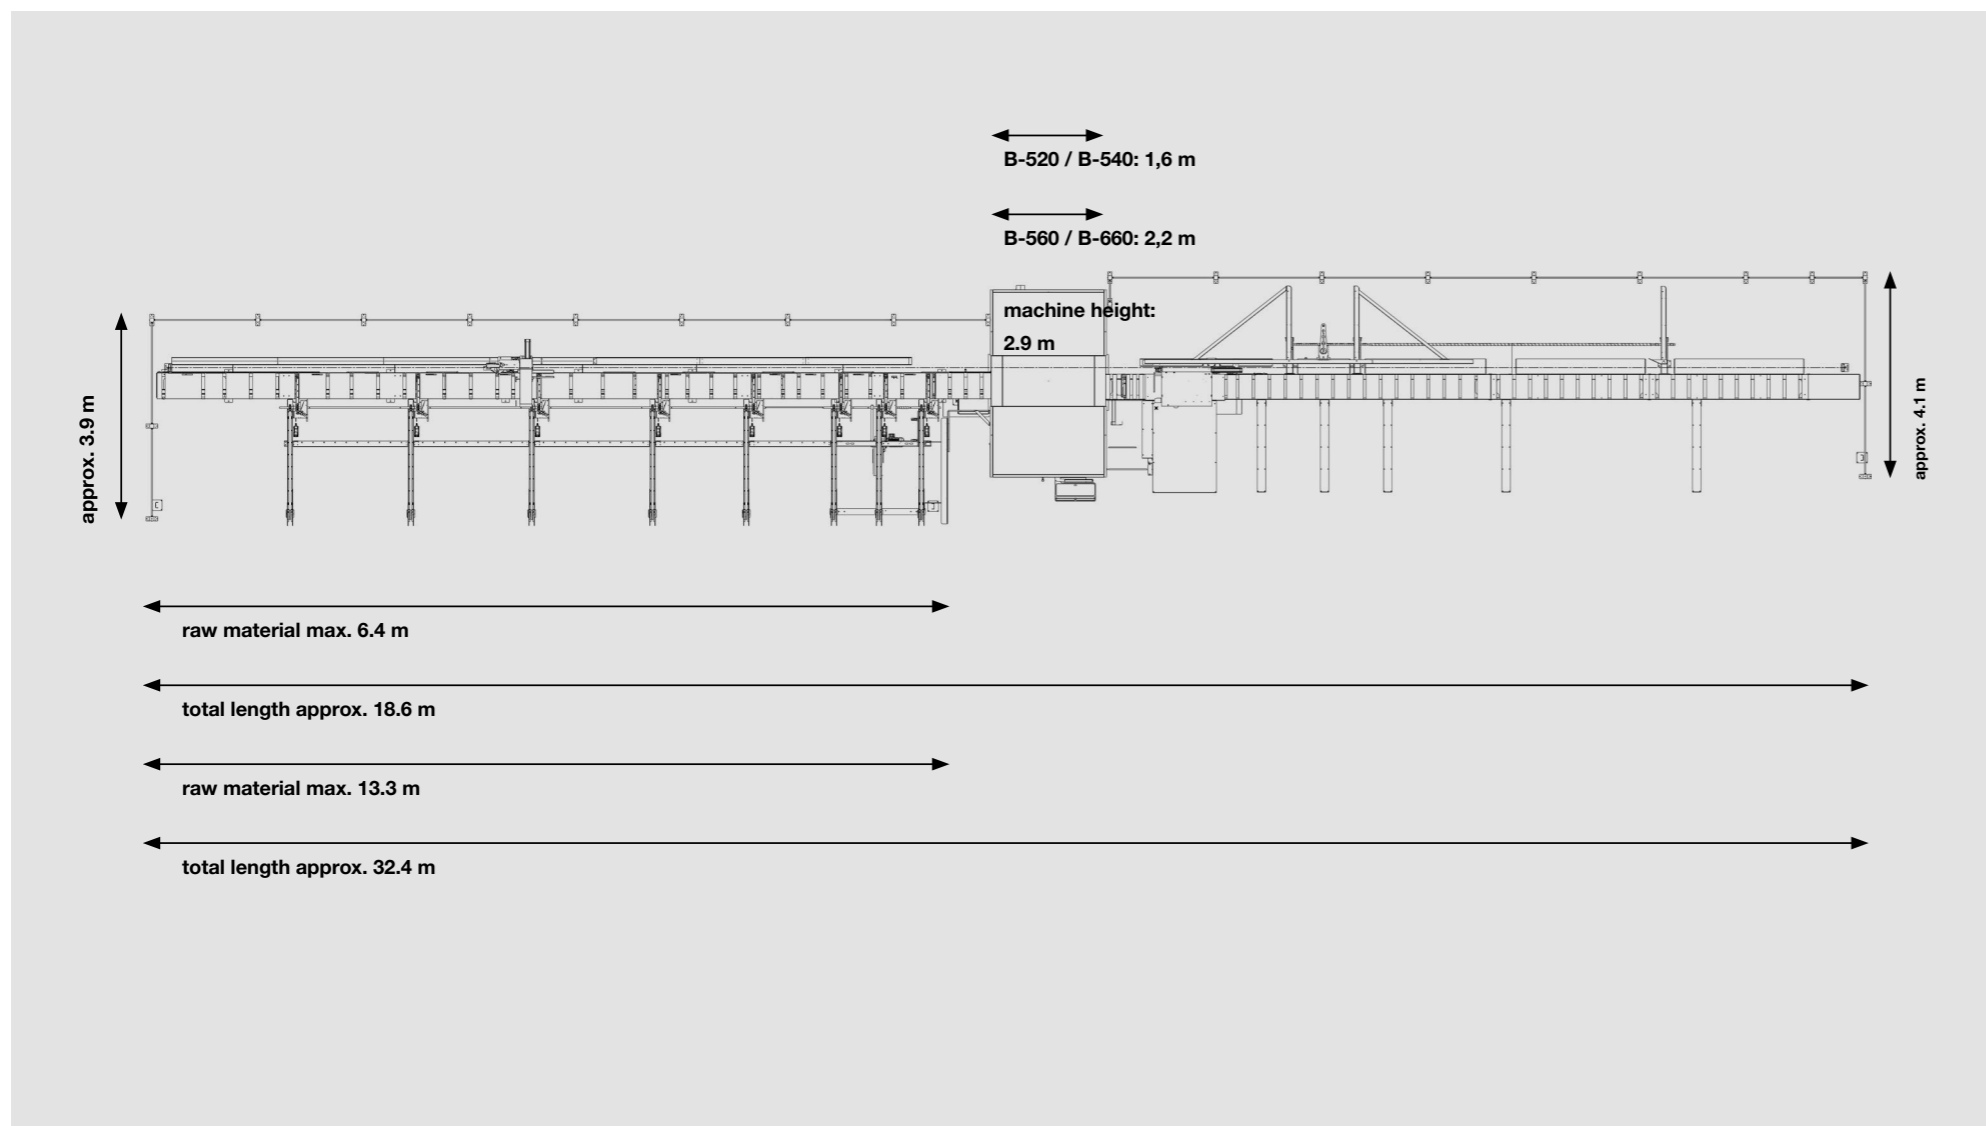 B-520 / B-540: 1,6 m
B-560 / B-660: 2,2 m
machine height:
2.9 m
approx. 3.9 m
approx. 4.1 m
raw material max. 6.4 m
total length approx. 18.6 m
raw material max. 13.3 m
total length approx. 32.4 m